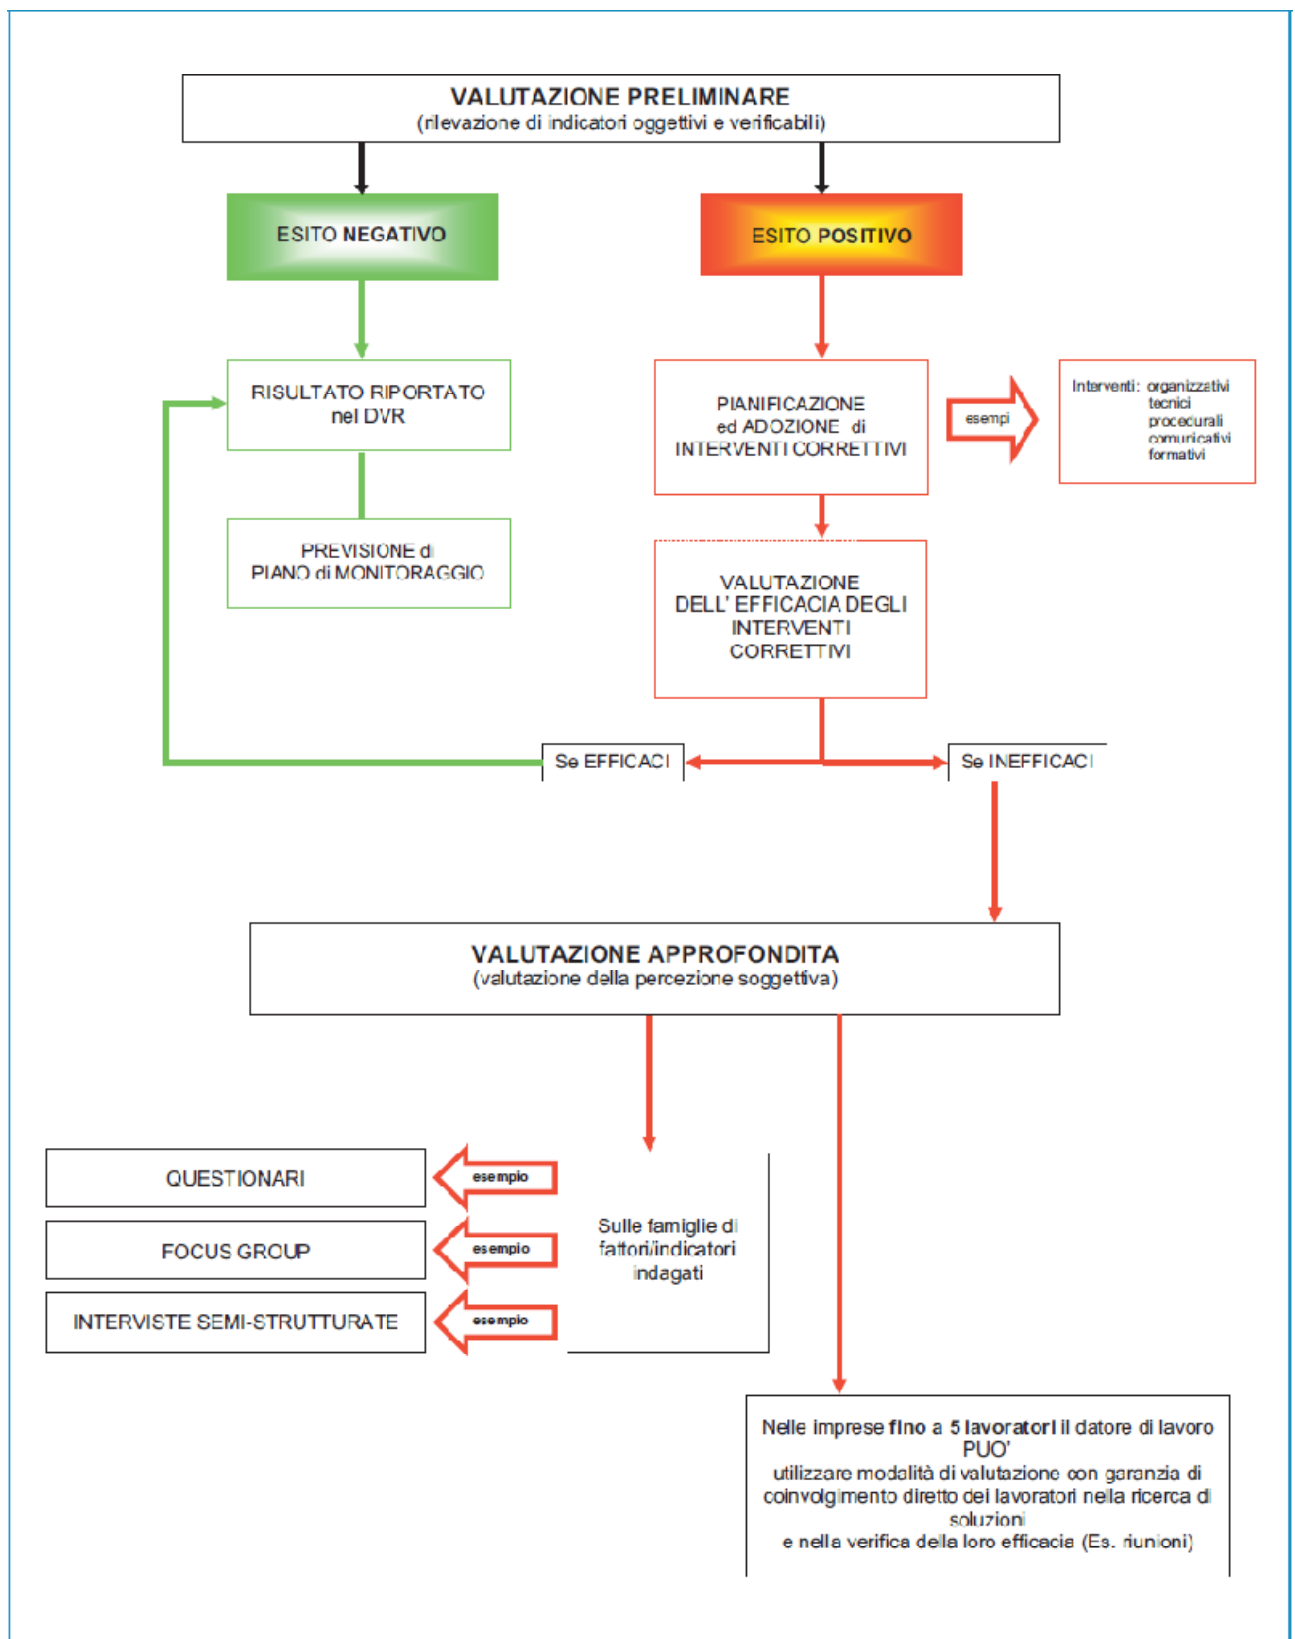 VALUTAZIONE PRELIMINARE
(rilevazione di indicatori oggettivi e verificabili)
ESITO NEGATIVO
ESITO POSITIVO
RISULTATO RIPORTATO
nel DVR
PIANIFICAZIONE
ed ADOZIONE di
INTERVENTI CORRETTIVI
esempi
Interventi: organizzativi
tecnici
procedurali
comunicativi
formativi
PREVISIONE di
PIANO di MONITORAGGIO
VALUTAZIONE
DELL' EFFICACIA DEGLI
INTERVENTI
CORRETTIVI
Se EFFICACI
Se INEFFICACI
VALUTAZIONE APPROFONDITA
(valutazione della percezione soggettiva)
QUESTIONARI
esempio
FOCUS GROUP
esempio
INTERVISTE SEMI-STRUTTURATE
esempio
Sulle famiglie di
fattori/indicatori
indagati
Nelle imprese fino a 5 lavoratori il datore di lavoro
PUO'
utilizzare modalità di valutazione con garanzia di
coinvolgimento diretto dei lavoratori nella ricerca di
soluzioni
e nella verifica della loro efficacia (Es. riunioni)